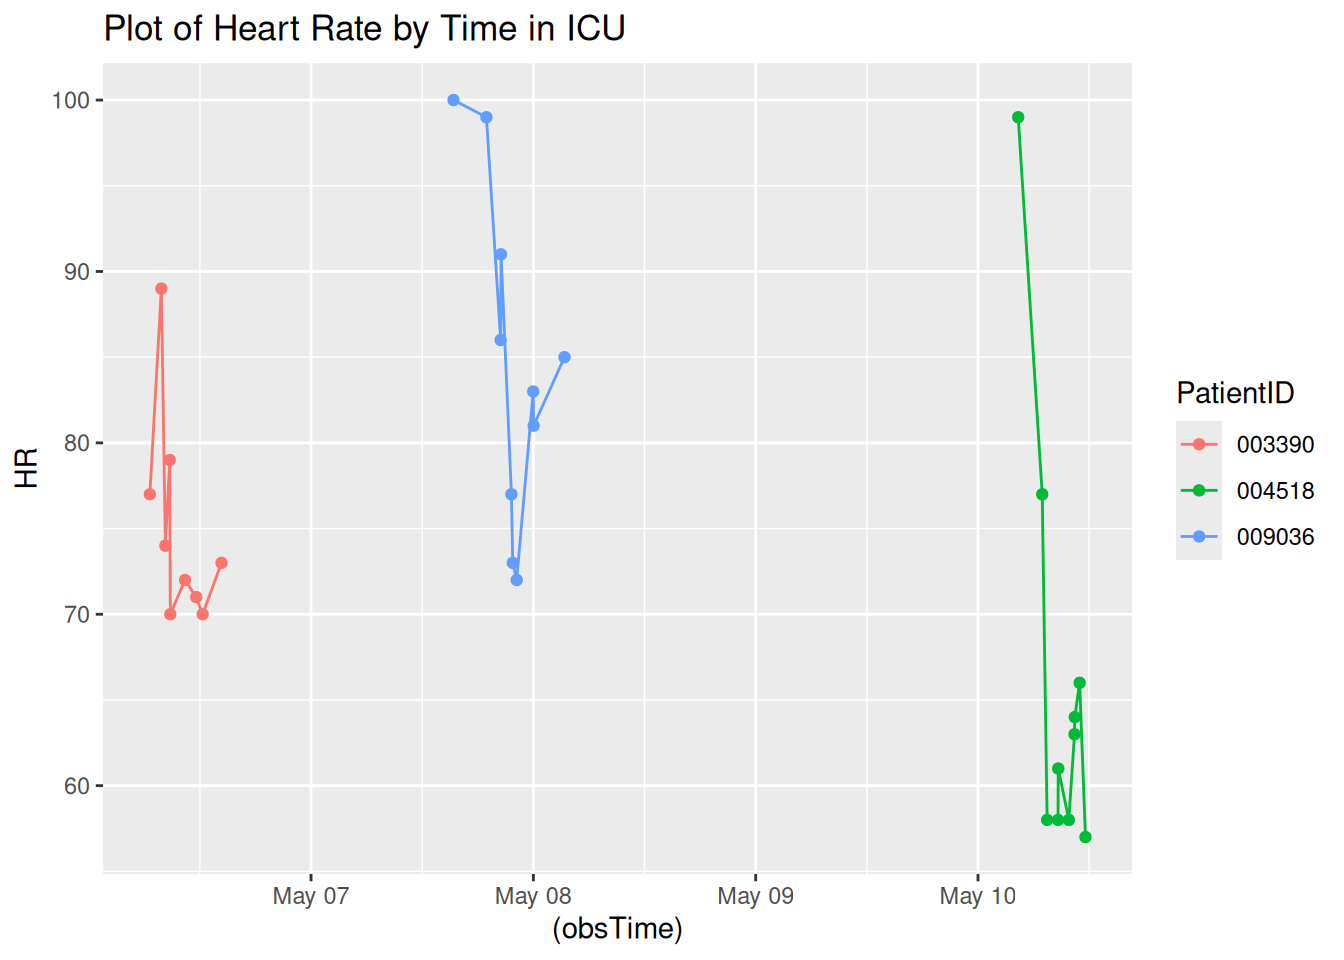 Plot of Heart Rate by Time in ICU
100
90
80
70
60
HR
May 07
May 08
May 09
May 10
(obsTime)
PatientID
003390
004518
009036